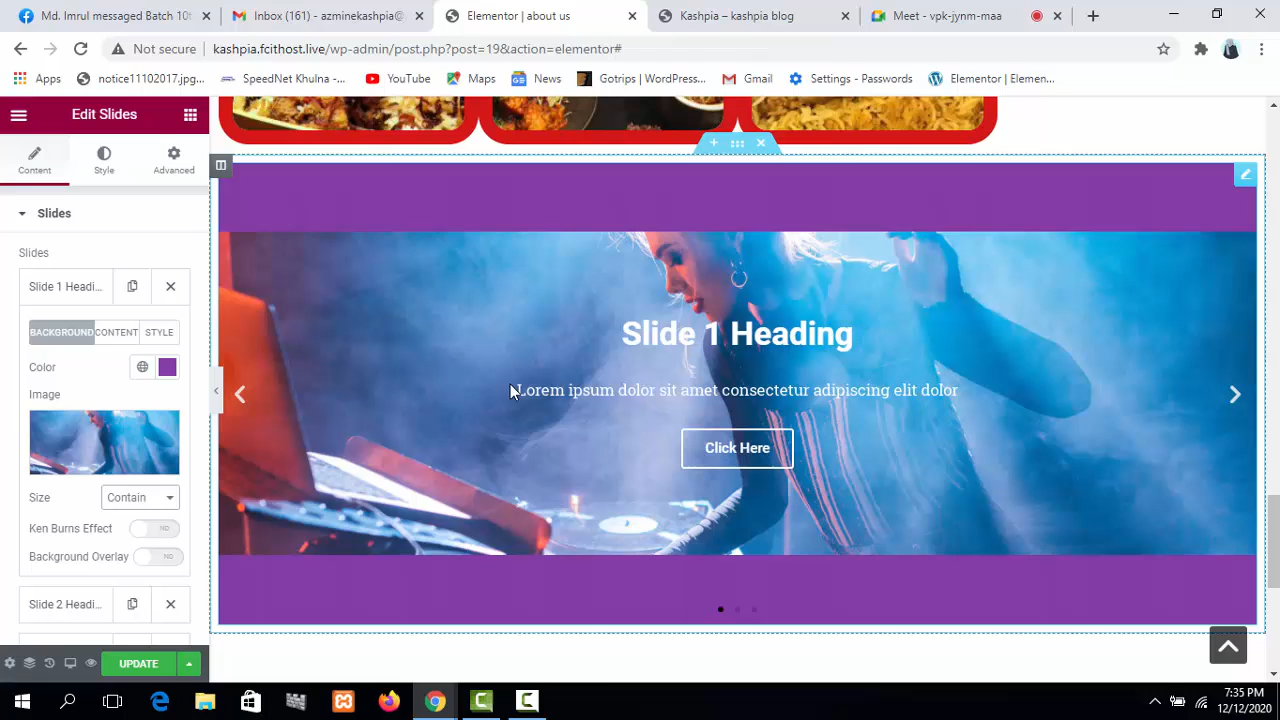 Md. Imrul messaged Batch 10
Inbox (161) - azminekashpia@
Elementor | about us
Kashpia – kashpia blog
Meet - vpk-jynm-maa
Not secure
kashpia.fcithost.live/wp-admin/post.php?post=19&action=elementor#
Apps
notice11102017.jpg...
SpeedNet Khulna -...
YouTube
Maps
News
Gotrips | WordPress...
Gmail
Settings - Passwords
Elementor | Elemen...
Edit Slides
Content
Style
Advanced
Slides
Slides
Slide 1 Headi...
BACKGROUND
CONTENT
STYLE
Color
Image
Size
Contain
Ken Burns Effect
NO
Background Overlay
NO
Slide 2 Headi...
UPDATE
Slide 1 Heading
Lorem ipsum dolor sit amet consectetur adipiscing elit dolor
Click Here
7:35 PM
12/12/2020